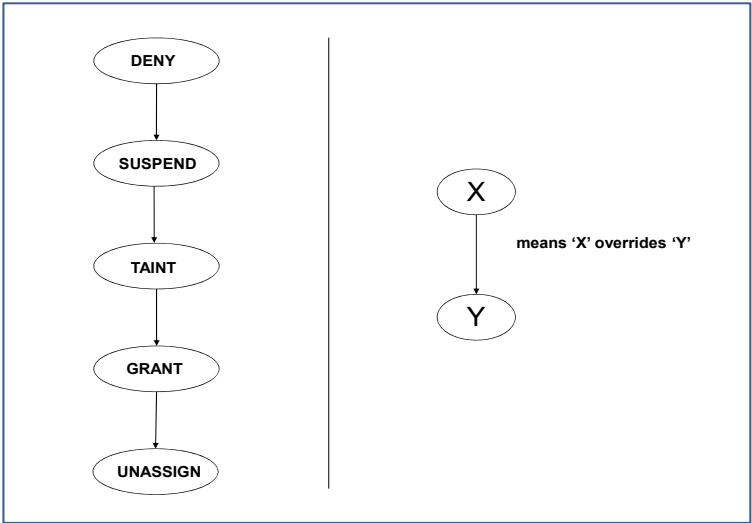 DENY
SUSPEND
TAINT
GRANT
UNASSIGN
X
means ‘X’ overrides ‘Y’
Y